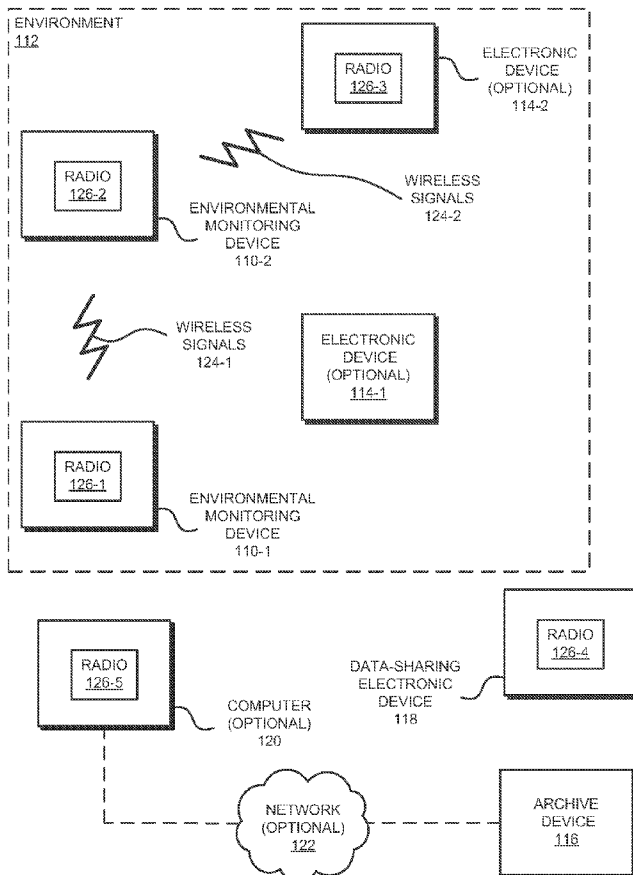 ENVIRONMENT
112
RADIO
126-3
ELECTRONIC
DEVICE
(OPTIONAL)
114-2
RADIO
126-2
WIRELESS
SIGNALS
124-2
ENVIRONMENTAL
MONITORING
DEVICE
110-2
WIRELESS
SIGNALS
124-1
ELECTRONIC
DEVICE
(OPTIONAL)
114-1
RADIO
126-1
ENVIRONMENTAL
MONITORING
DEVICE
110-1
RADIO
126-4
DATA-SHARING
ELECTRONIC
DEVICE
118
RADIO
126-5
COMPUTER
(OPTIONAL)
120
NETWORK
(OPTIONAL)
122
ARCHIVE
DEVICE
116